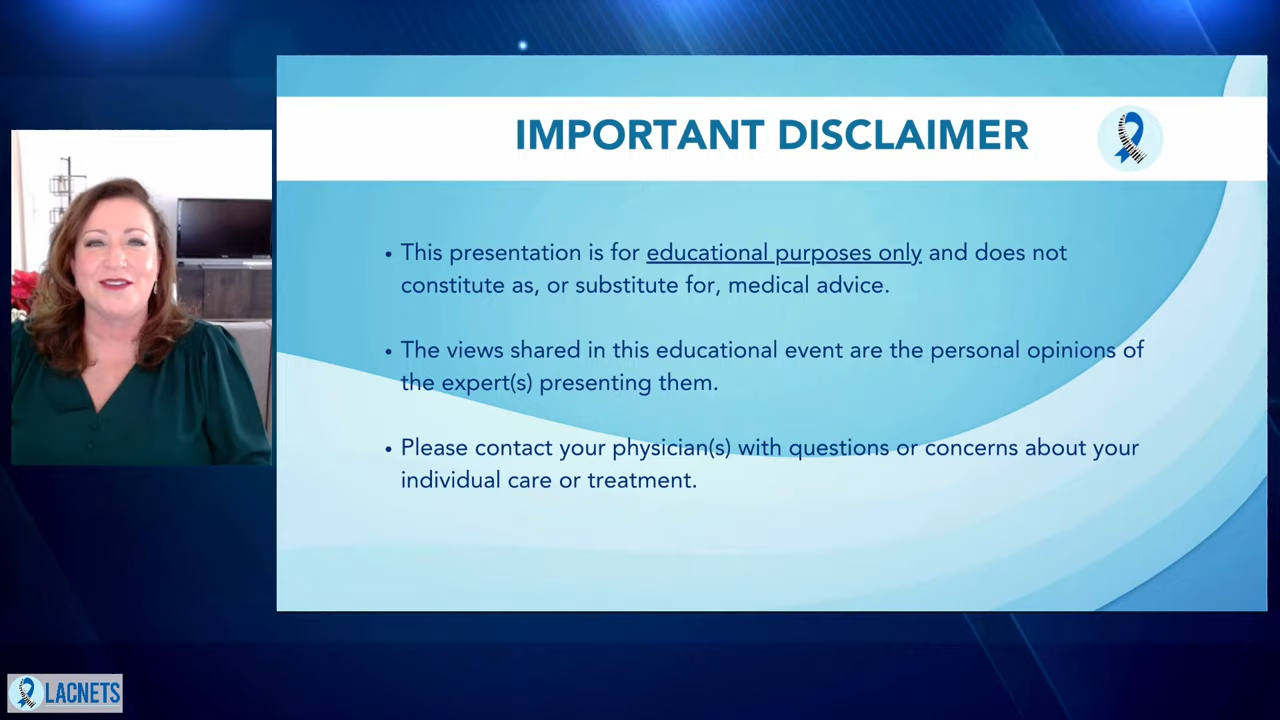 IMPORTANT DISCLAIMER
• This presentation is for educational purposes only and does not
constitute as, or substitute for, medical advice.
• The views shared in this educational event are the personal opinions of
the expert(s) presenting them.
• Please contact your physician(s) with questions or concerns about your
individual care or treatment.
LACNETS